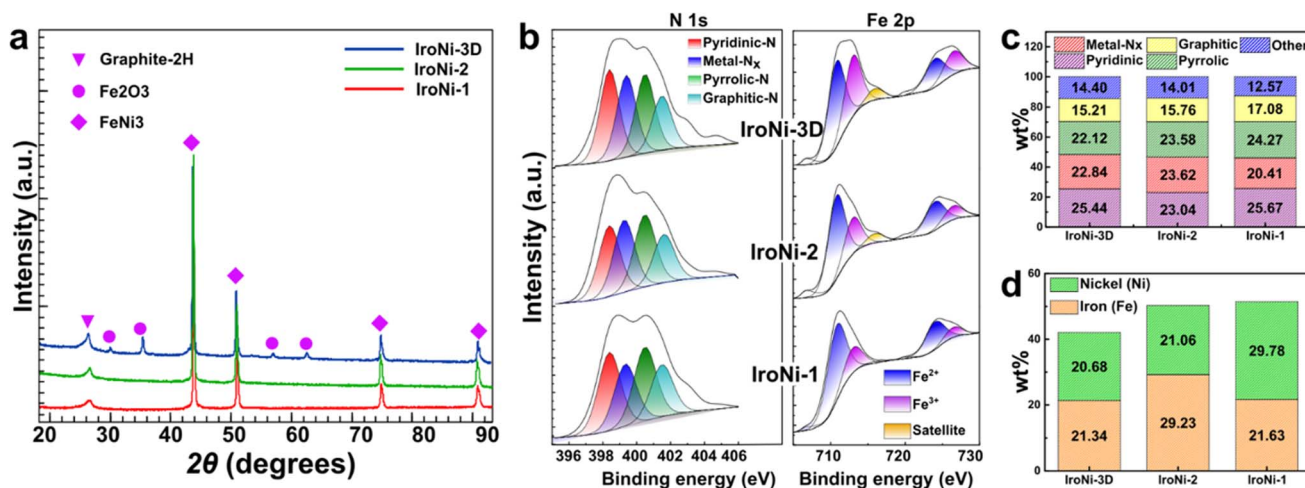 a
Graphite-2H
Fe2O3
FeNi3
IroNi-3D
IroNi-2
IroNi-1
Intensity (a.u.)
20 30 40 50 60 70 80 90
2θ (degrees)
b
N 1s
Fe 2p
Pyridinic-N
Metal-NX
Pyrrolic-N
Graphitic-N
IroNi-3D
IroNi-2
IroNi-1
Fe2+
Fe3+
Satellite
Intensity (a.u.)
396 398 400 402 404 406
Binding energy (eV)
710 720 730
Binding energy (eV)
c
Metal-Nx Graphitic Other
Pyridinic Pyrrolic
wt%
120
100
80
60
40
20
0
14.40 14.01 12.57
15.21 15.76 17.08
22.12 23.58 24.27
22.84 23.62 20.41
25.44 23.04 25.67
IroNi-3D IroNi-2 IroNi-1
d
Nickel (Ni)
Iron (Fe)
wt%
60
40
20
0
20.68 21.06 29.78
21.34 29.23 21.63
IroNi-3D IroNi-2 IroNi-1